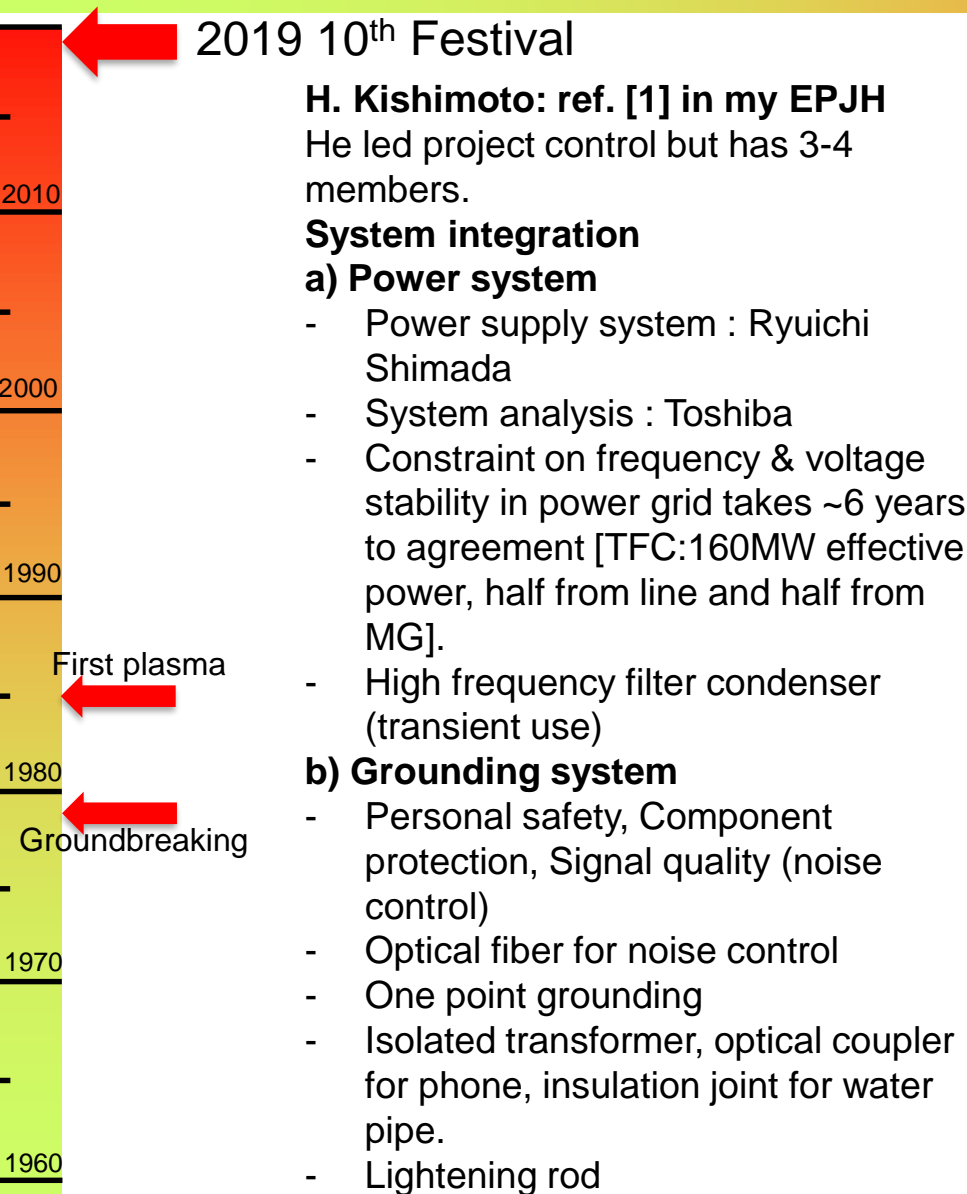 2019 10th Festival
H. Kishimoto: ref. [1] in my EPJH
He led project control but has 3-4
members.
System integration
a) Power system
- Power supply system : Ryuichi
Shimada
- System analysis : Toshiba
- Constraint on frequency & voltage
stability in power grid takes ~6 years
to agreement [TFC:160MW effective
power, half from line and half from
MG].
- High frequency filter condenser
(transient use)
b) Grounding system
- Personal safety, Component
protection, Signal quality (noise
control)
- Optical fiber for noise control
- One point grounding
- Isolated transformer, optical coupler
for phone, insulation joint for water
pipe.
- Lightening rod
2010
2000
1990
First plasma
1980
Groundbreaking
1970
1960